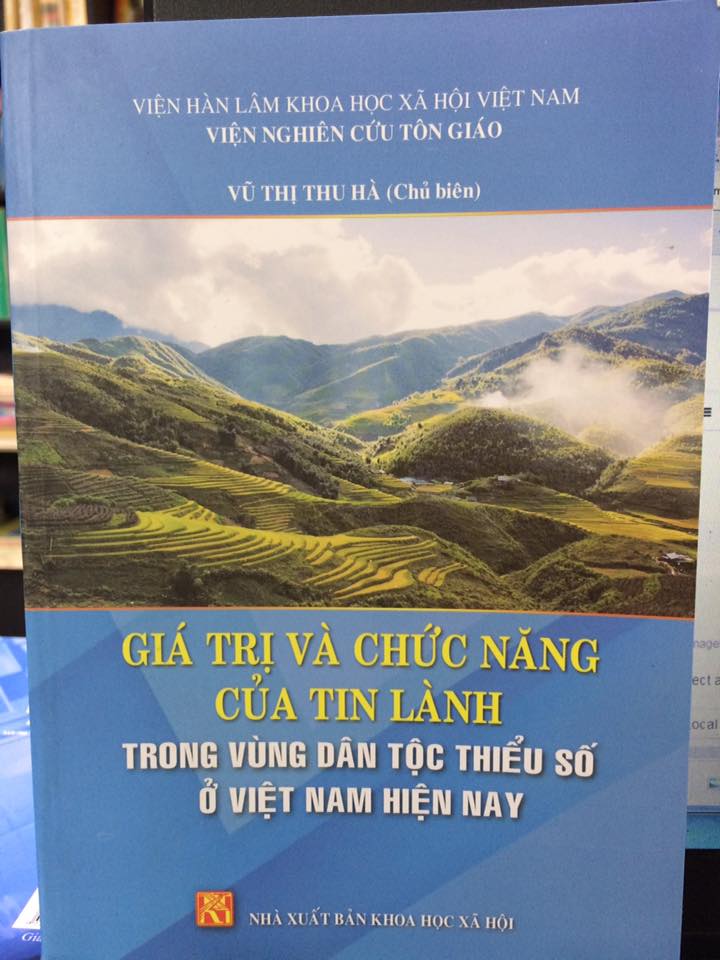 VIỆN HÀN LÂM KHOA HỌC XÃ HỘI VIỆT NAM
VIỆN NGHIÊN CỨU TÔN GIÁO
VŨ THỊ THU HÀ (Chủ biên)
GIÁ TRỊ VÀ CHỨC NĂNG
CỦA TIN LÀNH
TRONG VÙNG DÂN TỘC THIỂU SỐ
Ở VIỆT NAM HIỆN NAY
NHÀ XUẤT BẢN KHOA HỌC XÃ HỘI